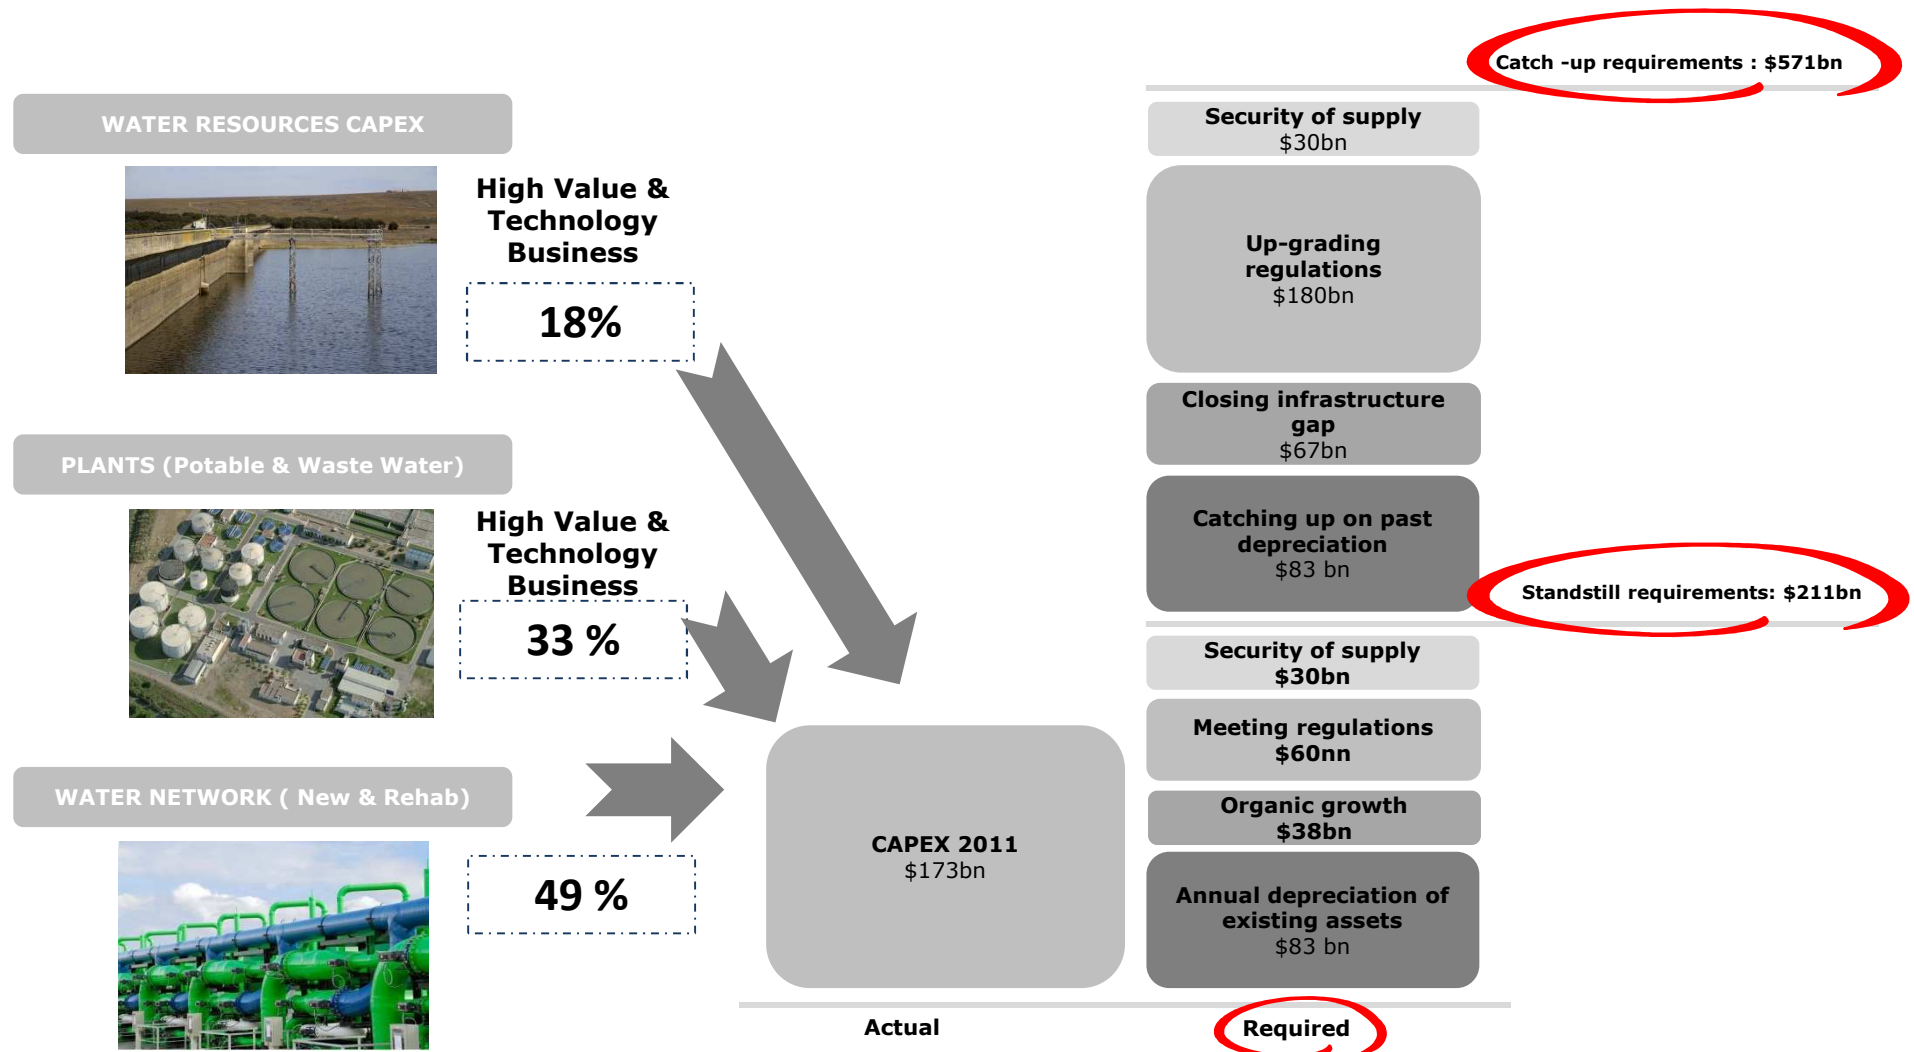 WATER RESOURCES CAPEX
High Value &
Technology
Business
18%
PLANTS (Potable & Waste Water)
High Value &
Technology
Business
33 %
WATER NETWORK ( New & Rehab)
49 %
CAPEX 2011
$173bn
Actual
Catch -up requirements : $571bn
Security of supply
$30bn
Up-grading
regulations
$180bn
Closing infrastructure
gap
$67bn
Catching up on past
depreciation
$83 bn
Standstill requirements: $211bn
Security of supply
$30bn
Meeting regulations
$60nn
Organic growth
$38bn
Annual depreciation of
existing assets
$83 bn
Required